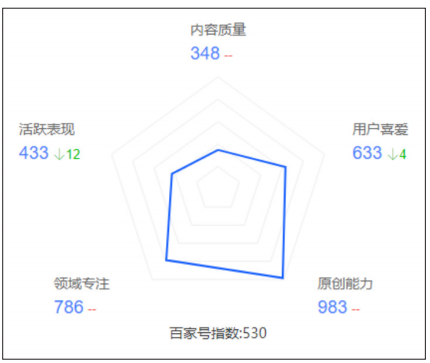 内容质量
348 --
活跃表现
433 ↓12
用户喜爱
633 ↓4
领域专注
786 --
原创能力
983 --
百家号指数:530